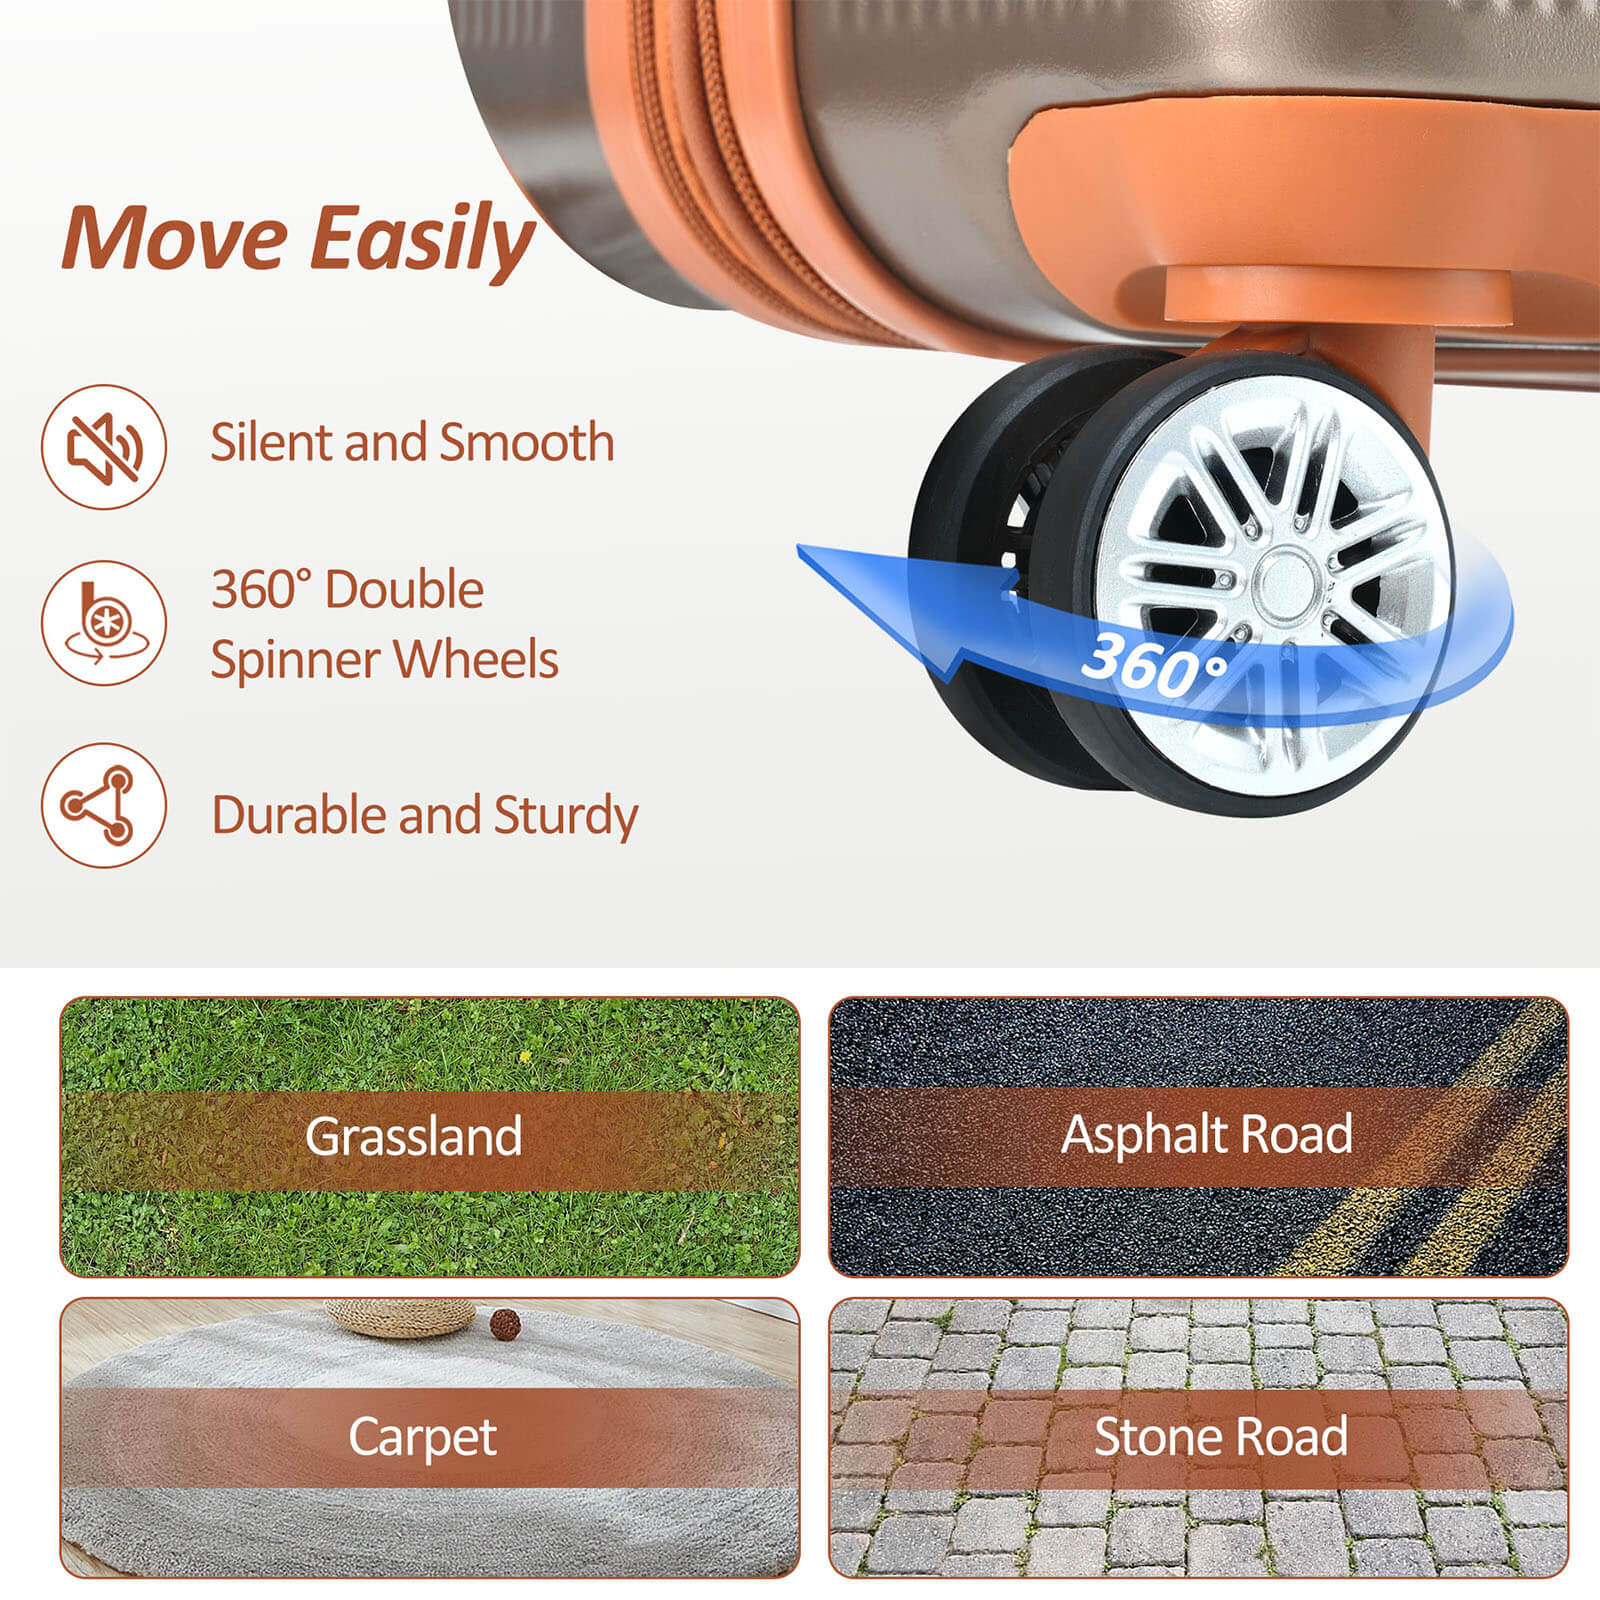 Move Easily
Silent and Smooth
360° Double
Spinner Wheels
Durable and Sturdy
360°
Grassland
Asphalt Road
Carpet
Stone Road